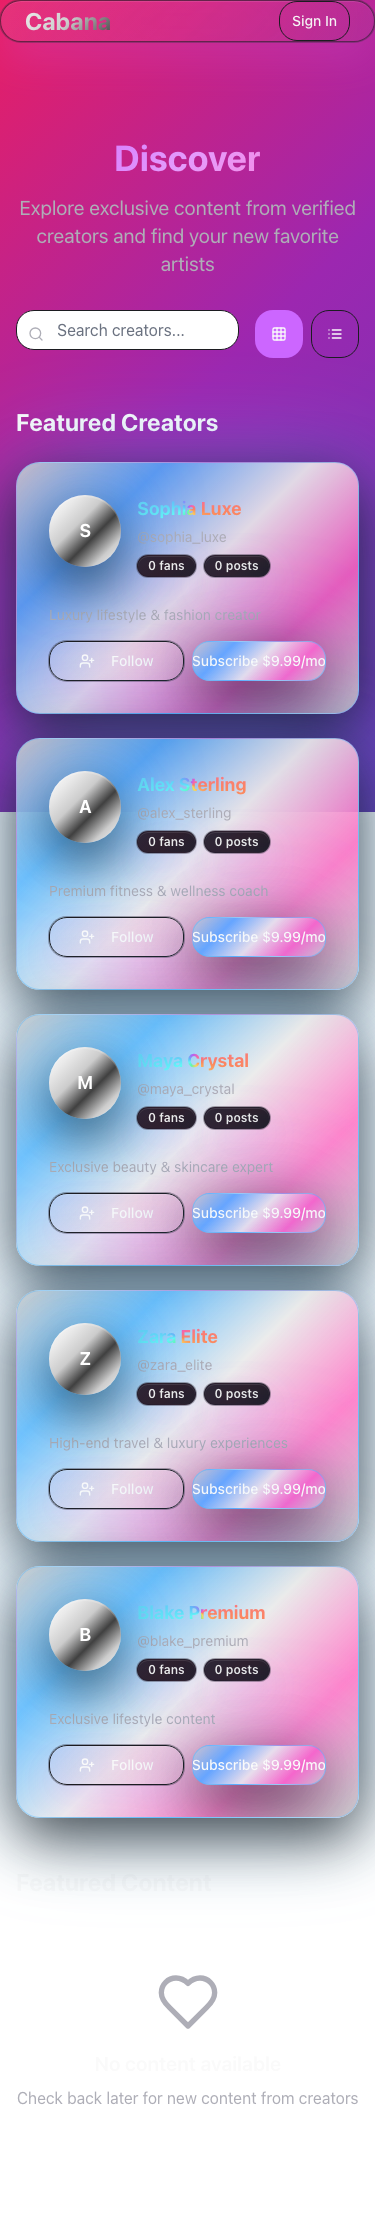 Cabana
Sign In
Discover
Explore exclusive content from verified
creators and find your new favorite
artists
Search creators...
Featured Creators
S
Sophia Luxe
@sophia_luxe
0 fans
0 posts
Luxury lifestyle & fashion creator
Follow
Subscribe $9.99/mo
A
Alex Sterling
@alex_sterling
0 fans
0 posts
Premium fitness & wellness coach
Follow
Subscribe $9.99/mo
M
Maya Crystal
@maya_crystal
0 fans
0 posts
Exclusive beauty & skincare expert
Follow
Subscribe $9.99/mo
Z
Zara Elite
@zara_elite
0 fans
0 posts
High-end travel & luxury experiences
Follow
Subscribe $9.99/mo
B
Blake Premium
@blake_premium
0 fans
0 posts
Exclusive lifestyle content
Follow
Subscribe $9.99/mo
Featured Content
No content available
Check back later for new content from creators